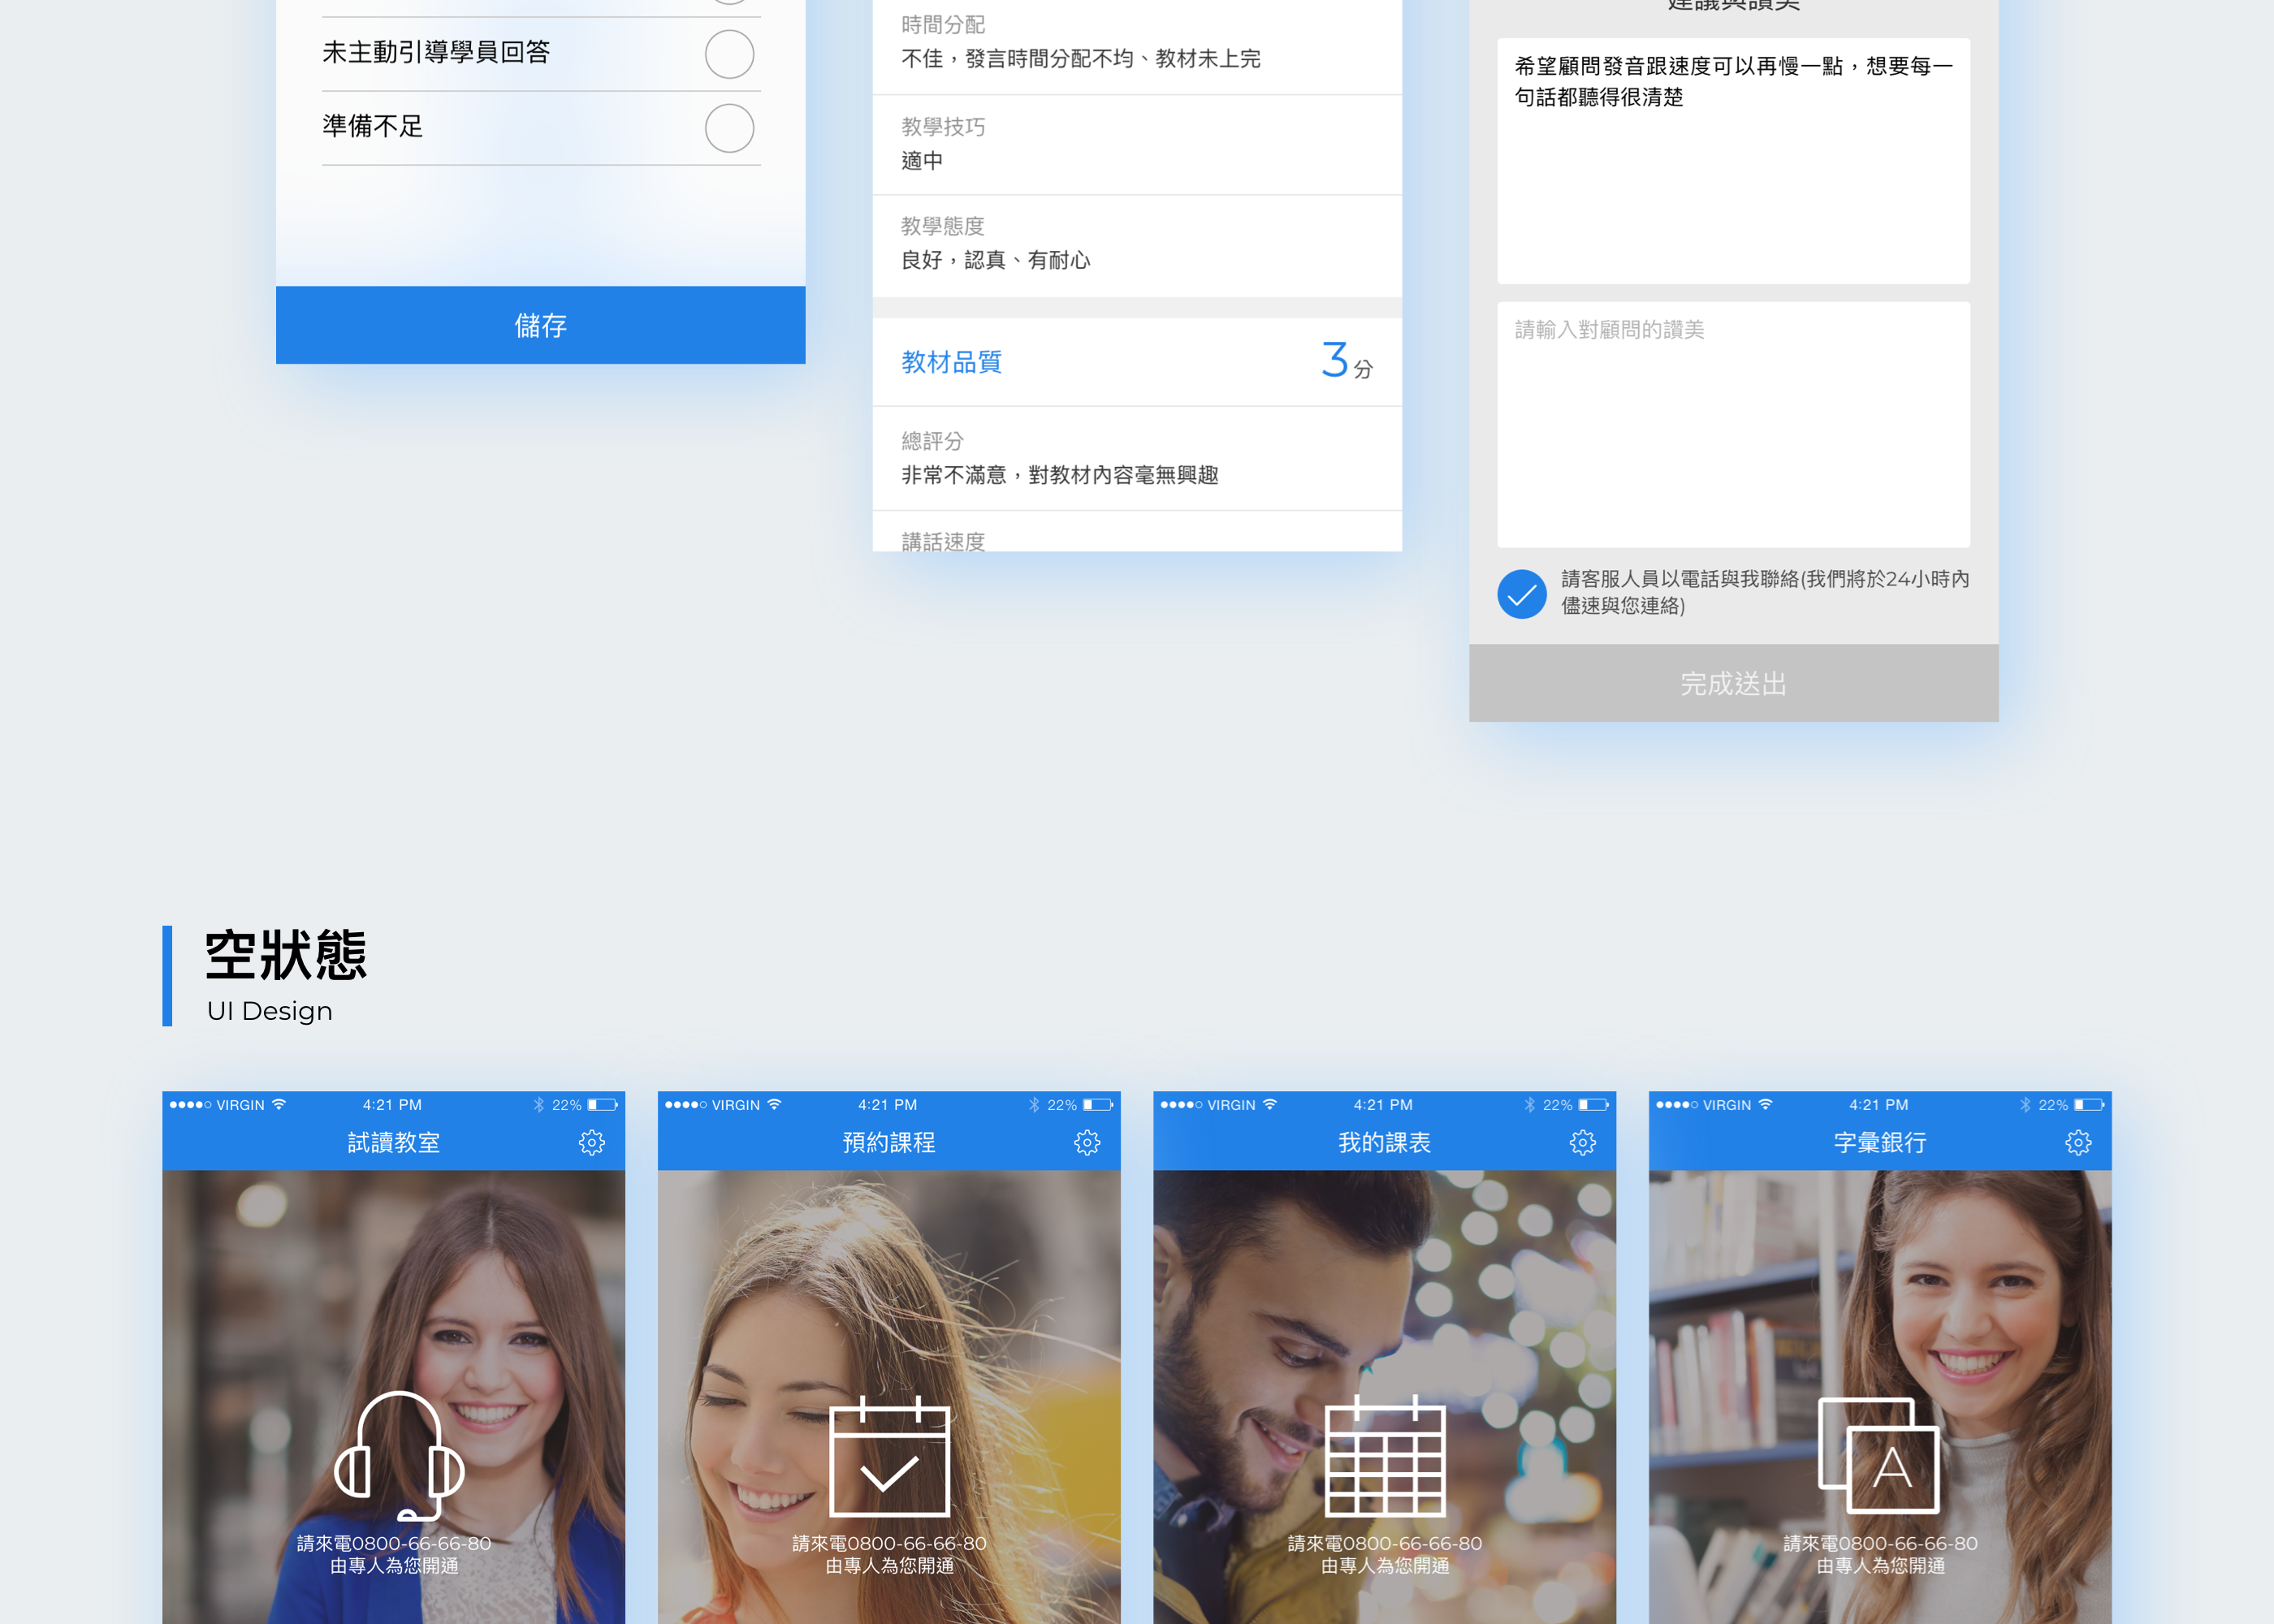 未主動引導學員回答
準備不足
儲存
時間分配
不佳，發言時間分配不均、教材未上完
教學技巧
適中
教學態度
良好，認真、有耐心
教材品質
3分
總評分
非常不滿意，對教材內容毫無興趣
講話速度
建議與讚美
希望顧問發音跟速度可以再慢一點，想要每一
句話都聽得很清楚
請輸入對顧問的讚美
請客服人員以電話與我聯絡(我們將於24小時內
儘速與您連絡)
完成送出
空狀態
UI Design
VIRGIN 4:21 PM 22%
試讀教室
請來電0800-66-66-80
由專人為您開通
VIRGIN 4:21 PM 22%
預約課程
請來電0800-66-66-80
由專人為您開通
VIRGIN 4:21 PM 22%
我的課表
請來電0800-66-66-80
由專人為您開通
VIRGIN 4:21 PM 22%
字彙銀行
A
請來電0800-66-66-80
由專人為您開通